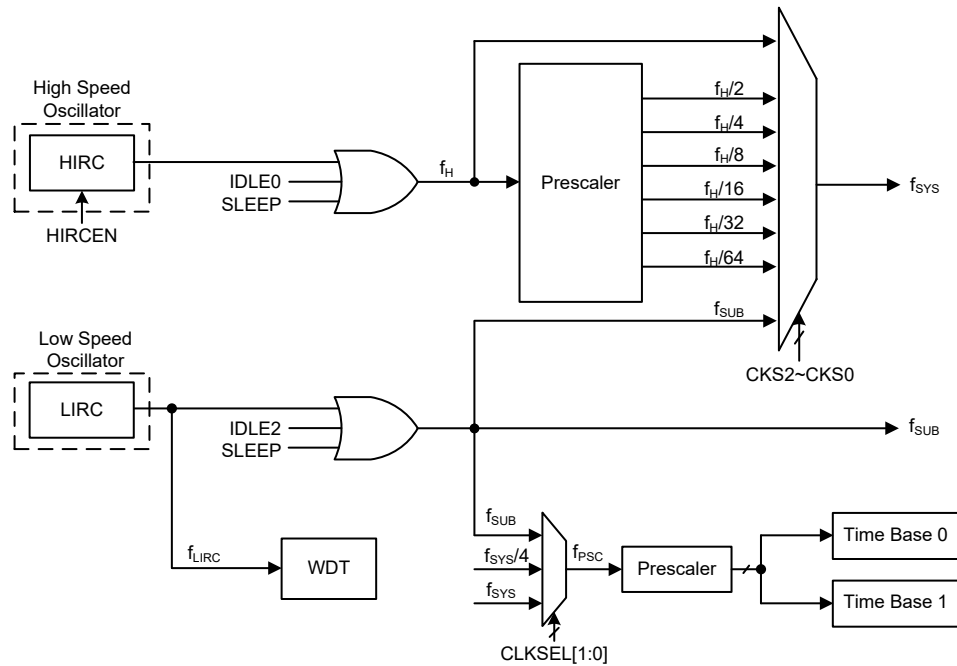 High Speed
Oscillator
HIRC
HIRCEN
IDLE0
SLEEP
fH
Prescaler
fH/2
fH/4
fH/8
fH/16
fH/32
fH/64
fSUB
CKS2~CKS0
fSYS
Low Speed
Oscillator
LIRC
IDLE2
SLEEP
fSUB
fLIRC
WDT
fSUB
fSYS/4
fSYS
CLKSEL[1:0]
fPSC
Prescaler
Time Base 0
Time Base 1